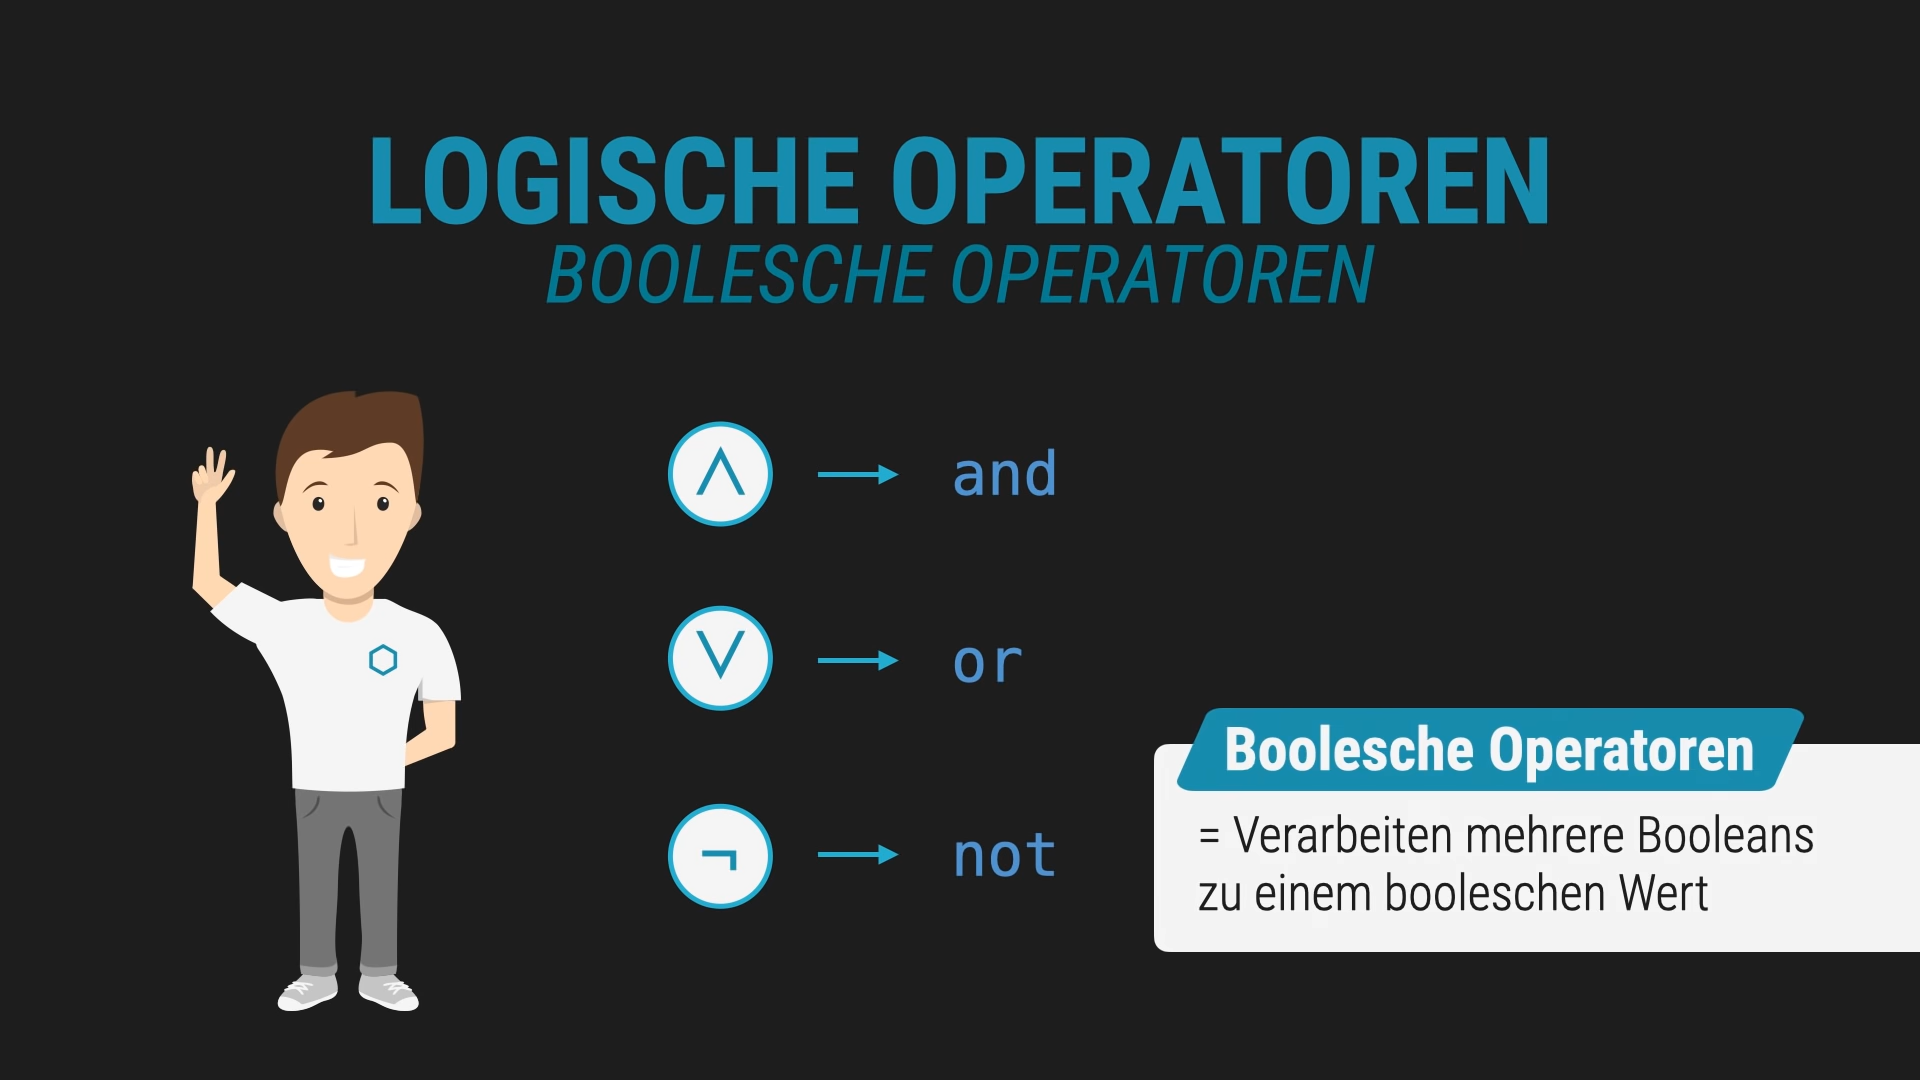 LOGISCHE OPERATOREN
BOOLESCHE OPERATOREN
∧ → and
∨ → or
¬ → not
Boolesche Operatoren
= Verarbeiten mehrere Booleans
zu einem booleschen Wert